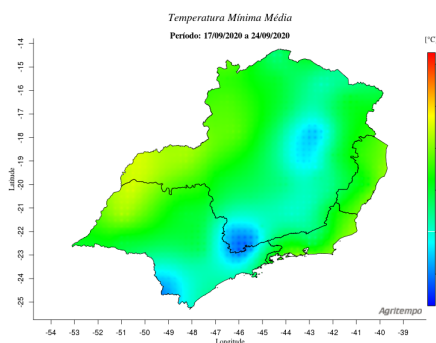 Temperatura Mínima Média
Período: 17/09/2020 a 24/09/2020
[°C
-14
-15
-16
-17
-18
-19
-20
-21
-22
-23
-24
-25
Latitude
Agritempo
-54 -53 -52 -51 -50 -49 -48 -47 -46 -45 -44 -43 -42 -41 -40 -39
Longitude